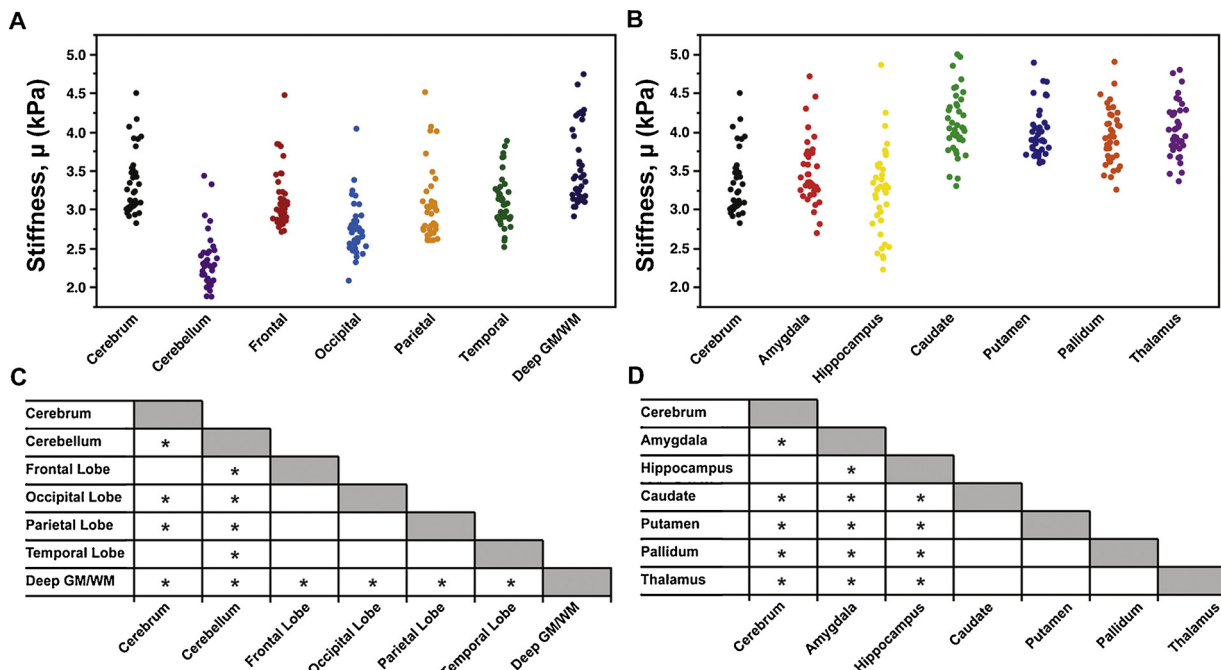 A
B
Stiffness, μ (kPa)
5.0
4.5
4.0
3.5
3.0
2.5
2.0
Cerebrum
Cerebellum
Frontal
Occipital
Parietal
Temporal
Deep GM/WM
Stiffness, μ (kPa)
5.0
4.5
4.0
3.5
3.0
2.5
2.0
Cerebrum
Amygdala
Hippocampus
Caudate
Putamen
Pallidum
Thalamus
C
D
Cerebrum
Cerebellum *
Frontal Lobe *
Occipital Lobe * *
Parietal Lobe * *
Temporal Lobe *
Deep GM/WM * * * * * *
Cerebrum
Cerebellum
Frontal Lobe
Occipital Lobe
Parietal Lobe
Temporal Lobe
Deep GM/WM
Cerebrum
Amygdala *
Hippocampus *
Caudate * * *
Putamen * * *
Pallidum * * *
Thalamus * * *
Cerebrum
Amygdala
Hippocampus
Caudate
Putamen
Pallidum
Thalamus